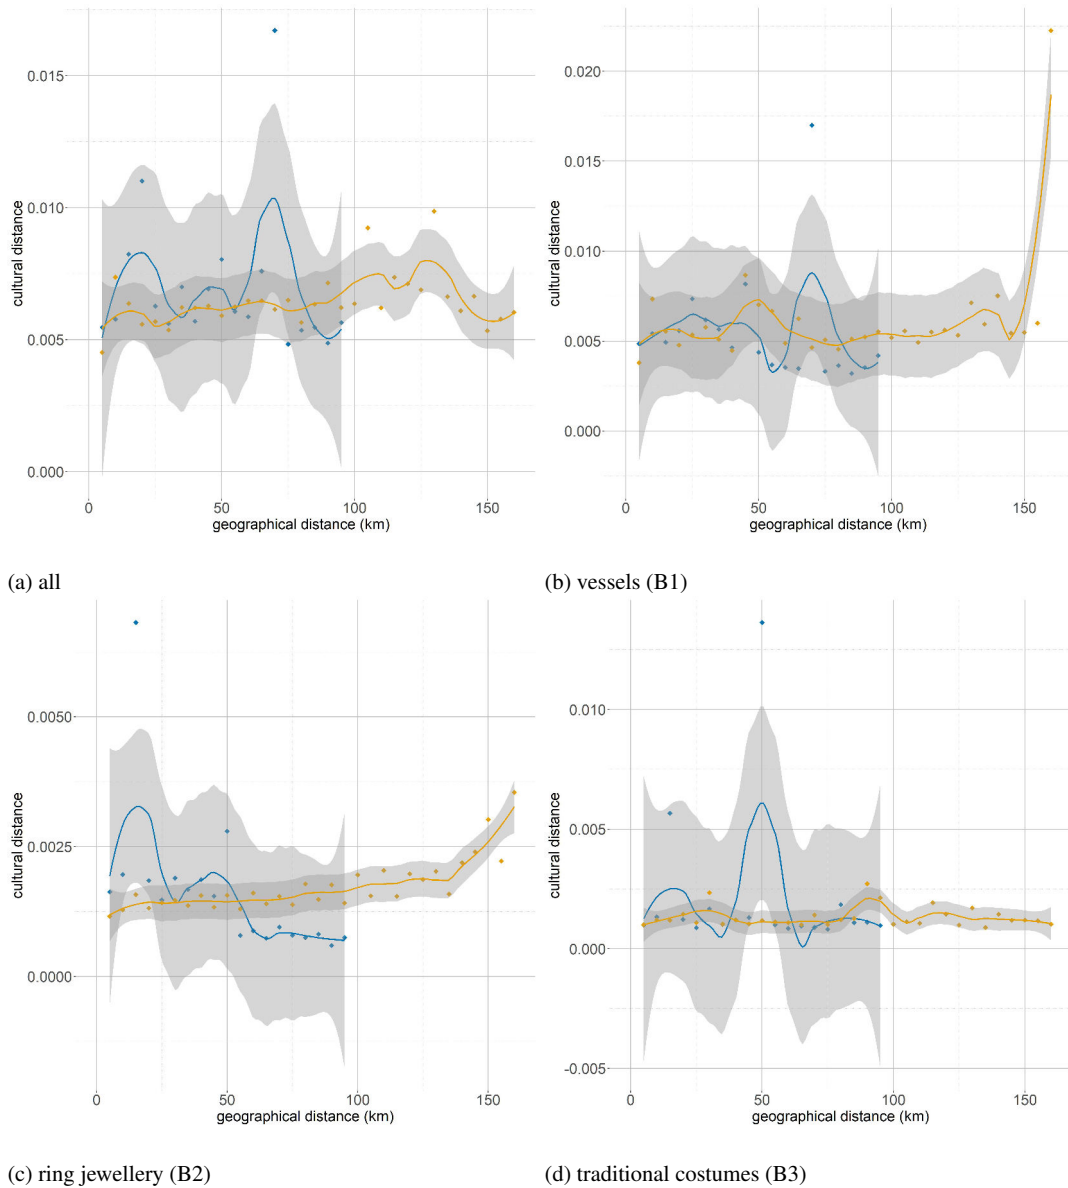 0.015
0.010
0.005
0.000
cultural distance
0 50 100 150
geographical distance (km)
(a) all
0.020
0.015
0.010
0.005
0.000
cultural distance
0 50 100 150
geographical distance (km)
(b) vessels (B1)
0.0050
0.0025
0.0000
cultural distance
0 50 100 150
geographical distance (km)
(c) ring jewellery (B2)
0.010
0.005
0.000
-0.005
cultural distance
0 50 100 150
geographical distance (km)
(d) traditional costumes (B3)